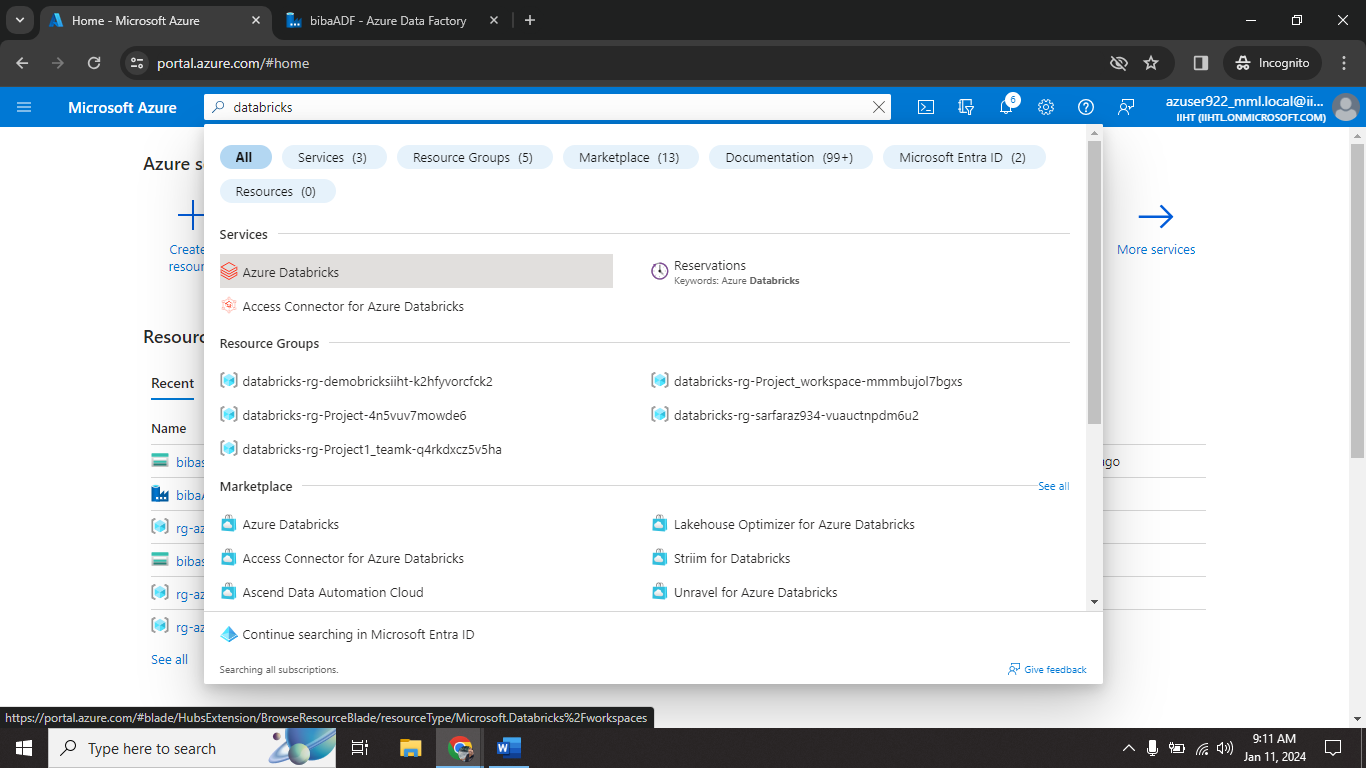 Home - Microsoft Azure
bibaADF - Azure Data Factory
portal.azure.com/#home
Incognito
Microsoft Azure
databricks
6
azuser922_mml.local@ii...
IIHT (IIHTL.ONMICROSOFT.COM)
All
Services (3)
Resource Groups (5)
Marketplace (13)
Documentation (99+)
Microsoft Entra ID (2)
Resources (0)
Azure s
Create
resour
More services
Services
Azure Databricks
Reservations
Keywords: Azure Databricks
Access Connector for Azure Databricks
Resource Groups
databricks-rg-demobricksiiht-k2hfyvorcfck2
databricks-rg-Project_workspace-mmmbujol7bgxs
databricks-rg-Project-4n5vuv7mowde6
databricks-rg-sarfaraz934-vuauctnpdm6u2
databricks-rg-Project1_teamk-q4rkdxcz5v5ha
Resourc
Recent
Name
bibas
ago
bibaA
rg-az
bibas
rg-az
rg-az
See all
Marketplace
See all
Azure Databricks
Lakehouse Optimizer for Azure Databricks
Access Connector for Azure Databricks
Striim for Databricks
Ascend Data Automation Cloud
Unravel for Azure Databricks
Continue searching in Microsoft Entra ID
Searching all subscriptions.
Give feedback
https://portal.azure.com/#blade/HubsExtension/BrowseResourceBlade/resourceType/Microsoft.Databricks%2Fworkspaces
Type here to search
9:11 AM
Jan 11, 2024